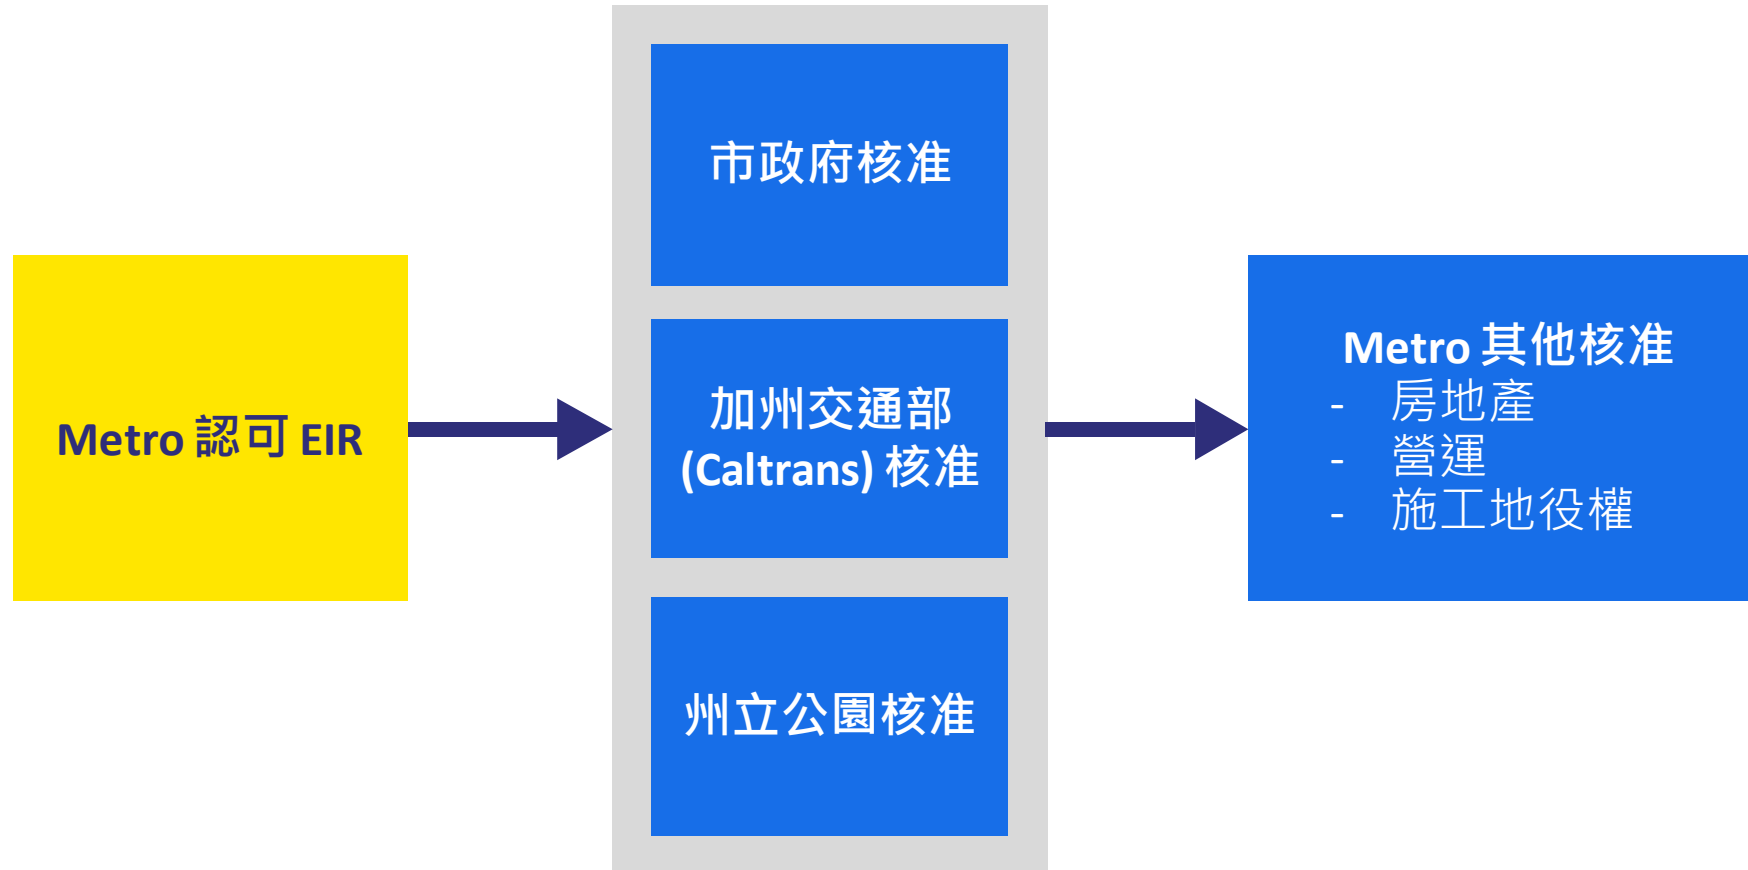 Metro 認可 EIR
市政府核准
加州交通部
(Caltrans) 核准
州立公園核准
Metro 其他核准
- 房地產
- 營運
- 施工地役權